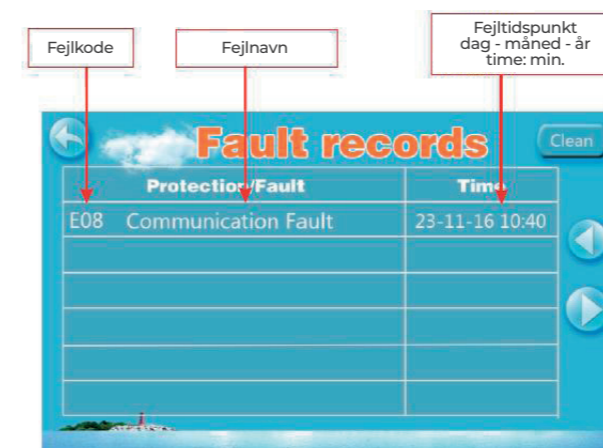 Fejlkode
Fejlnavn
Fejltidspunkt
dag - måned - år
time: min.
Fault records
Clean
Protection/Fault
Time
E08 Communication Fault 23-11-16 10:40